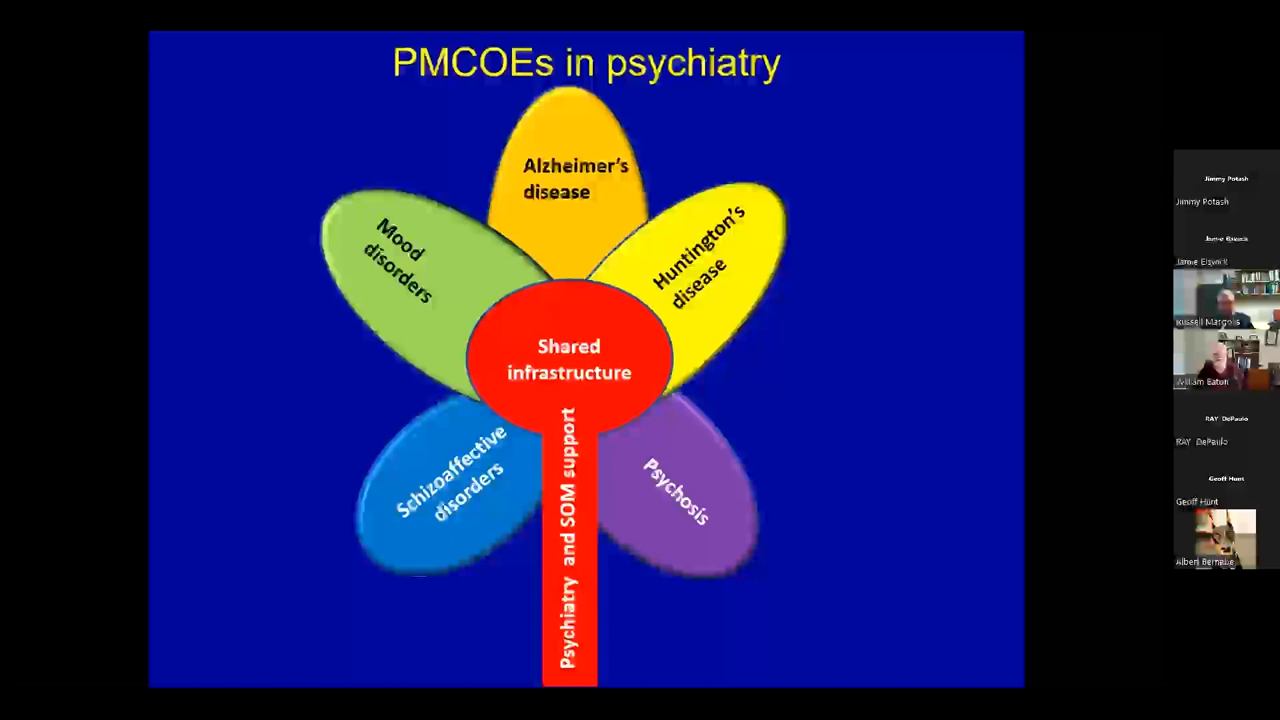 PMCOEs in psychiatry
Alzheimer's
disease
Mood
disorders
Huntington's
disease
Shared
infrastructure
Schizoaffective
disorders
Psychiatry and SOM support
Psychosis
Jimmy Potash
Jimmy Potash
Russell Margolis
William Eaton
RAY DePaulo
RAY DePaulo
Geoff Hunt
Geoff Hunt
Albert